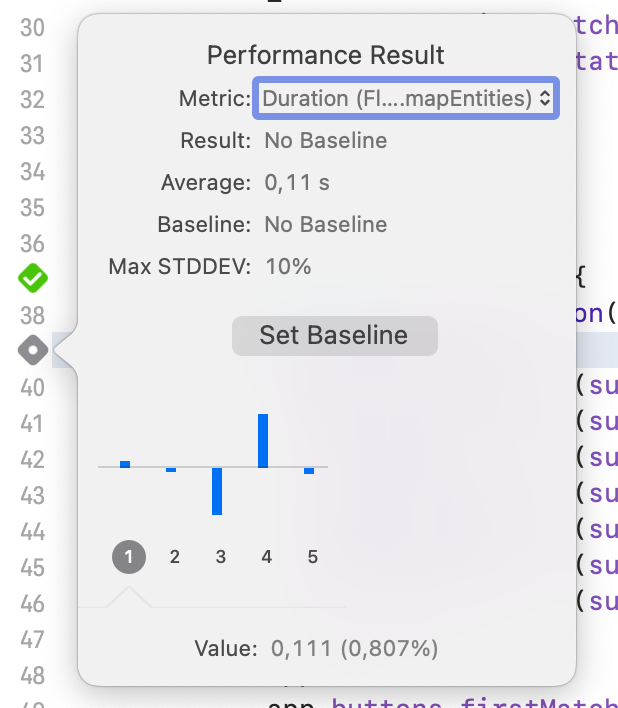 30
tch
31
tat
Performance Result
32
Metric: Duration (Fl....mapEntities)
33
Result: No Baseline
34
Average: 0,11 s
35
Baseline: No Baseline
36
Max STDDEV: 10%
{
38
on(
Set Baseline
40
(su
41
(su
42
(su
43
(su
44
(su
45
(su
46
(su
1 2 3 4 5
47
Value: 0,111 (0,807%)
48
app.buttons.firstMatch